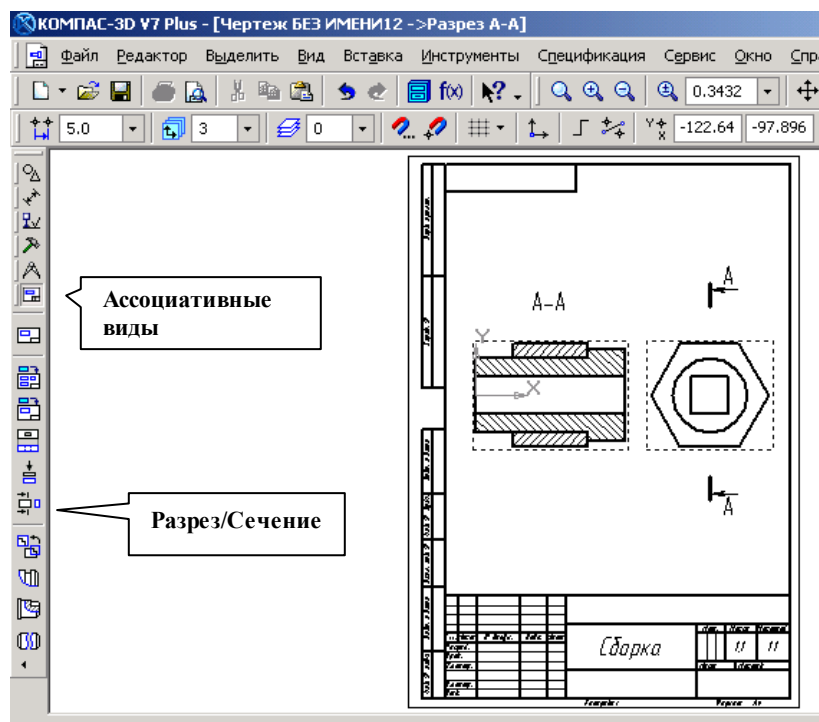 КОМПАС-3D V7 Plus - [Чертеж БЕЗ ИМЕНИ12 ->Разрез А-А]
Файл Редактор Выделить Вид Вставка Инструменты Спецификация Сервис Окно Спр
f(x) 0.3432
5.0 3 0 -122.64 -97.896
Ассоциативные
виды
Разрез/Сечение
А
А-А
Y
X
А
Сборка